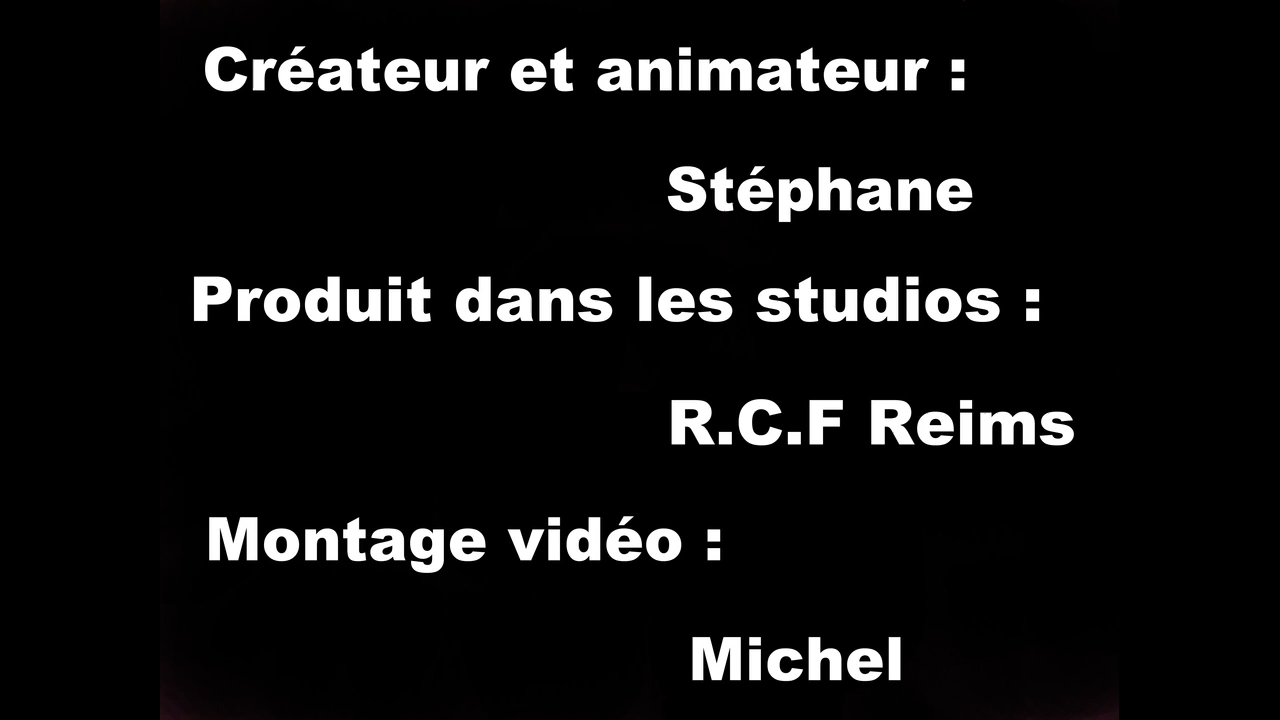 Créateur et animateur :
Stéphane
Produit dans les studios :
R.C.F Reims
Montage vidéo :
Michel